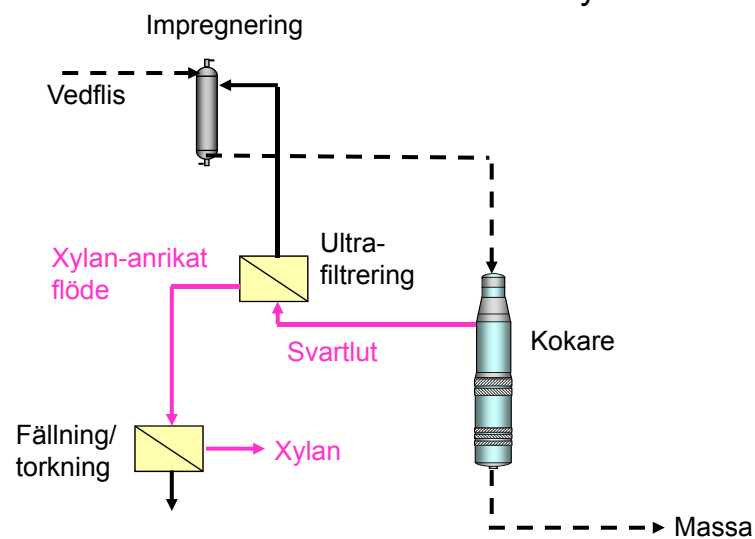 Impregnering
Vedflis
Xylan-anrikat
flöde
Ultra-
filtrering
Svartlut
Kokare
Fällning/
torkning
Xylan
Massa